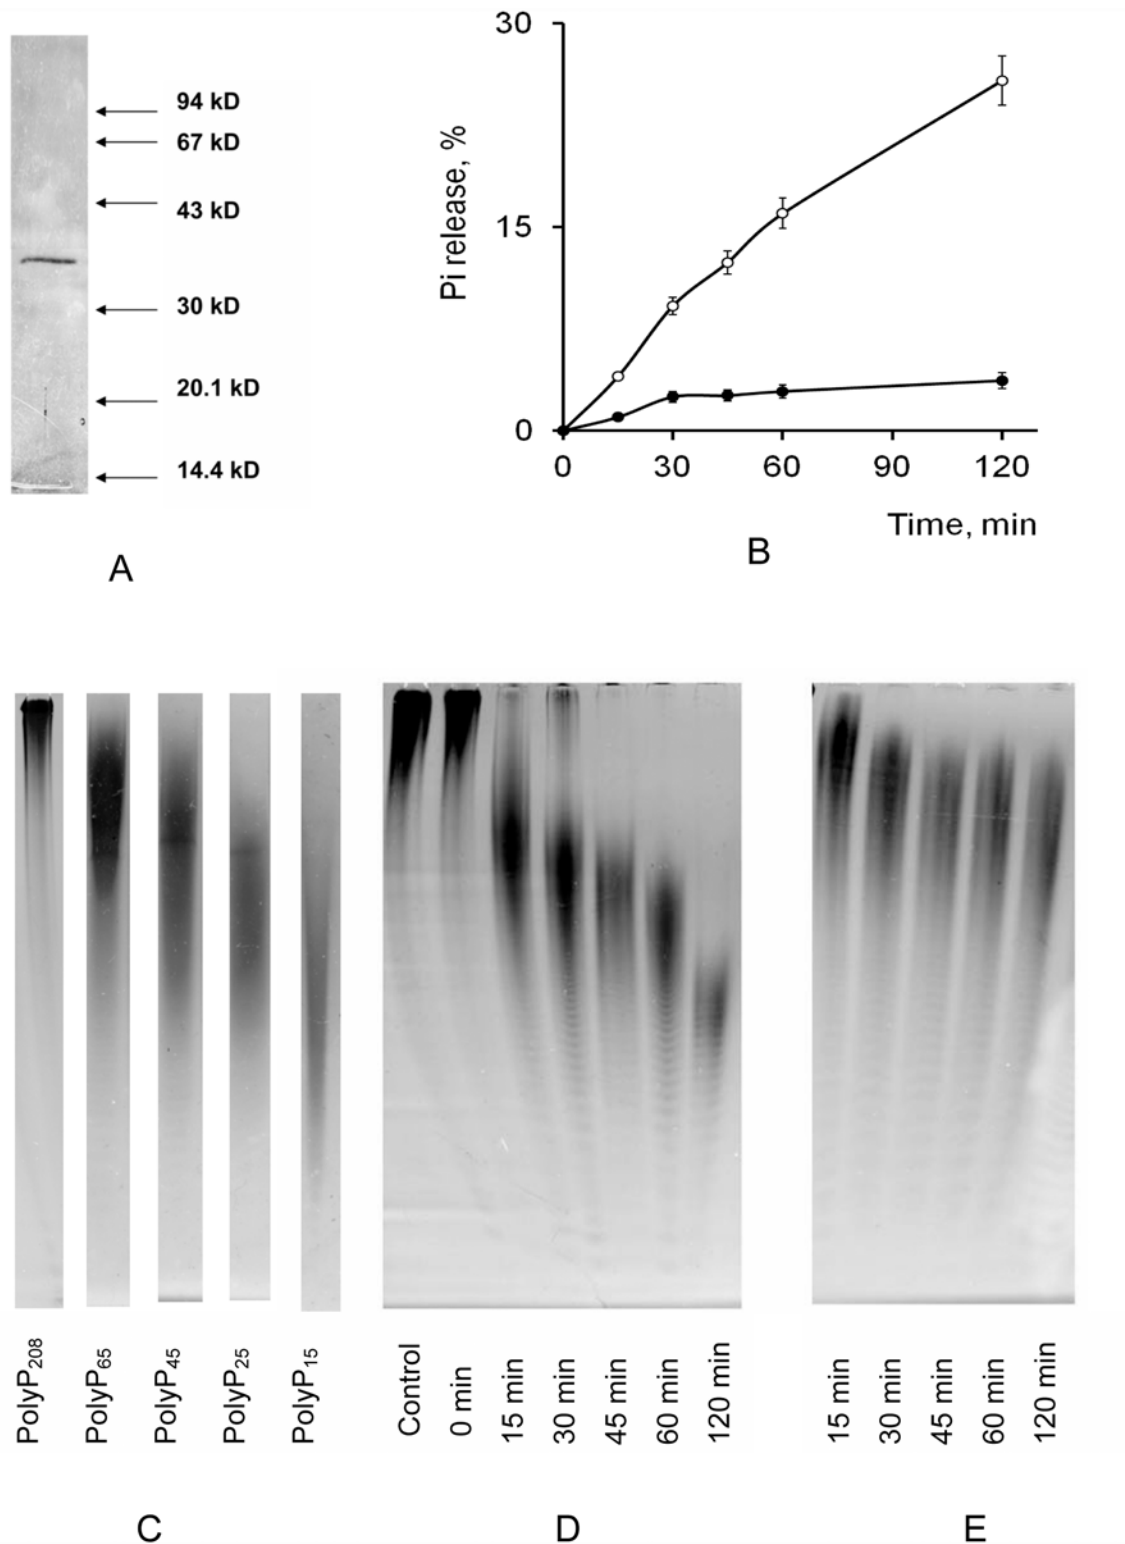 94 kD
67 kD
43 kD
30 kD
20.1 kD
14.4 kD
A
Pi release, %
30
15
0
0 30 60 90 120
Time, min
B
PolyP208
PolyP65
PolyP45
PolyP25
PolyP15
C
Control
0 min
15 min
30 min
45 min
60 min
120 min
D
15 min
30 min
45 min
60 min
120 min
E